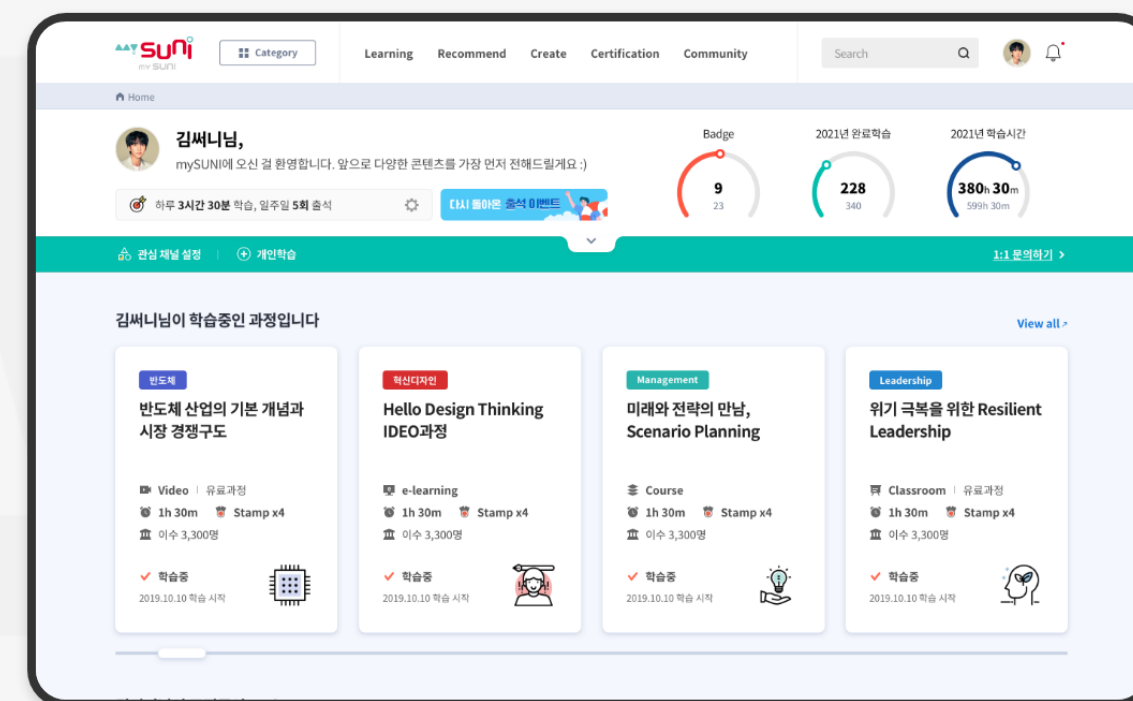 mySUNI
my SUNI
Category
Learning
Recommend
Create
Certification
Community
Search
Home
김써니님,
mySUNI에 오신 걸 환영합니다. 앞으로 다양한 콘텐츠를 가장 먼저 전해드릴게요 :)
하루 3시간 30분 학습, 일주일 5회 출석
다시 돌아온 출석 이벤트
Badge
9
23
2021년 완료학습
228
340
2021년 학습시간
380h 30m
599h 30m
관심 채널 설정
개인학습
1:1 문의하기 >
김써니님이 학습중인 과정입니다
View all
반도체
반도체 산업의 기본 개념과
시장 경쟁구도
Video | 유료과정
1h 30m Stamp x4
이수 3,300명
학습중
2019.10.10 학습 시작
혁신디자인
Hello Design Thinking
IDEO과정
e-learning
1h 30m Stamp x4
이수 3,300명
학습중
2019.10.10 학습 시작
Management
미래와 전략의 만남,
Scenario Planning
Course
1h 30m Stamp x4
이수 3,300명
학습중
2019.10.10 학습 시작
Leadership
위기 극복을 위한 Resilient
Leadership
Classroom | 유료과정
1h 30m Stamp x4
이수 3,300명
학습중
2019.10.10 학습 시작